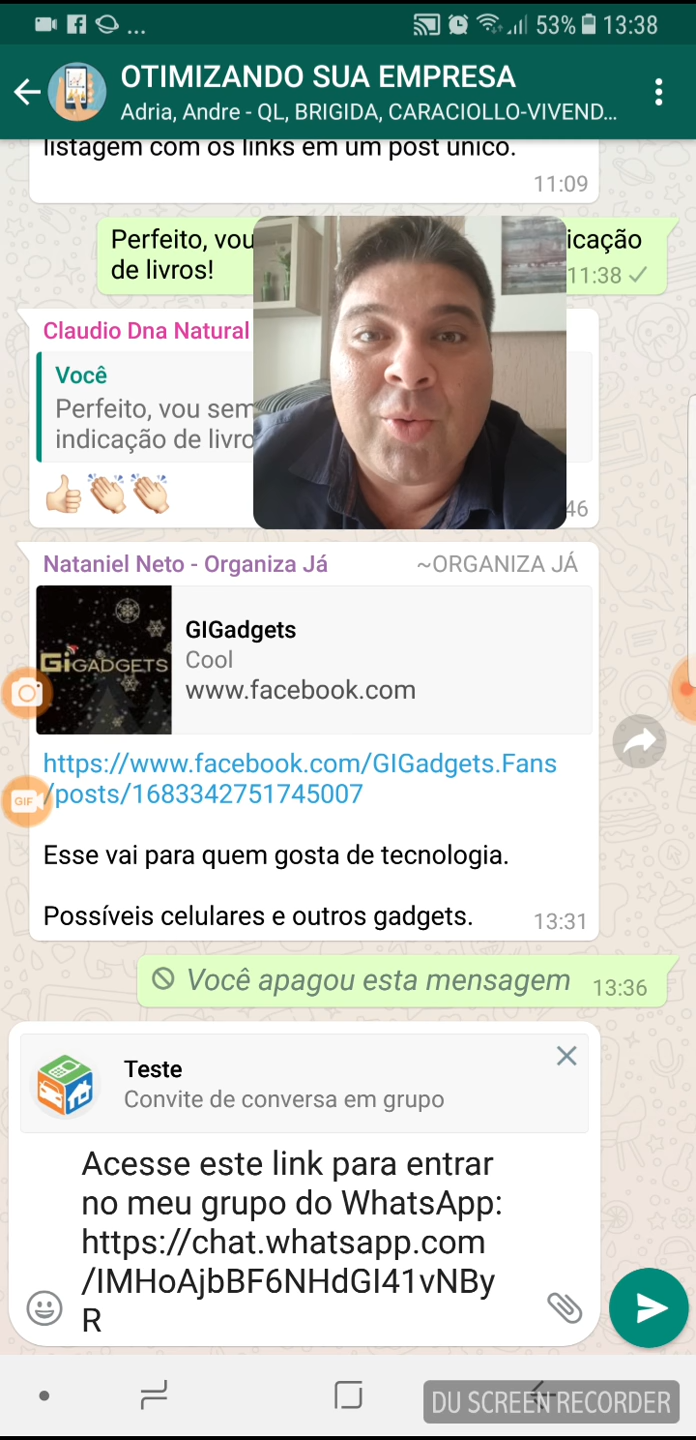 ... 53% 13:38
OTIMIZANDO SUA EMPRESA
Adria, Andre - QL, BRIGIDA, CARACIOLLO-VIVEND...
listagem com os links em um post único.
11:09
Perfeito, vou icação
de livros! 11:38
Claudio Dna Natural
Você
Perfeito, vou sem
indicação de livro
46
Nataniel Neto - Organiza Já ~ORGANIZA JÁ
GIGADGETS
GIGadgets
Cool
www.facebook.com
https://www.facebook.com/GIGadgets.Fans
/posts/1683342751745007
GIF
Esse vai para quem gosta de tecnologia.
Possíveis celulares e outros gadgets. 13:31
Você apagou esta mensagem 13:36
Teste
Convite de conversa em grupo
Acesse este link para entrar
no meu grupo do WhatsApp:
https://chat.whatsapp.com
/IMHoAjbBF6NHdGI41vNBy
R
DU SCREEN RECORDER